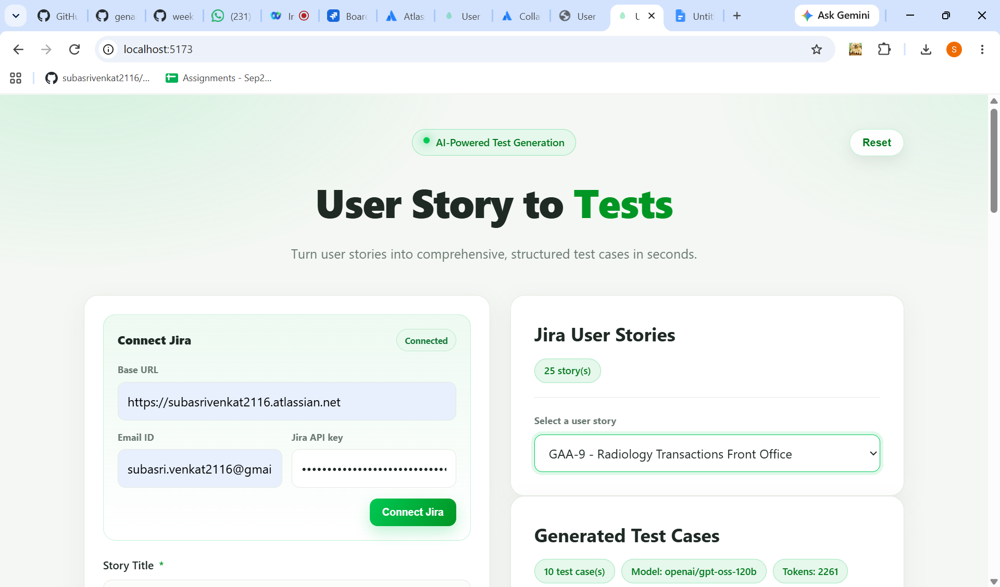 GitHu
gena
week
(231)
In
Board
Atlas
User
Colla
User
U
Untit
Ask Gemini
localhost:5173
S
subasrivenkat2116/...
Assignments - Sep2...
AI-Powered Test Generation
Reset
User Story to Tests
Turn user stories into comprehensive, structured test cases in seconds.
Connect Jira
Connected
Base URL
https://subasrivenkat2116.atlassian.net
Email ID
Jira API key
subasri.venkat2116@gmai
••••••••••••••••••••••••••••
Connect Jira
Story Title *
Jira User Stories
25 story(s)
Select a user story
GAA-9 - Radiology Transactions Front Office
Generated Test Cases
10 test case(s)
Model: openai/gpt-oss-120b
Tokens: 2261